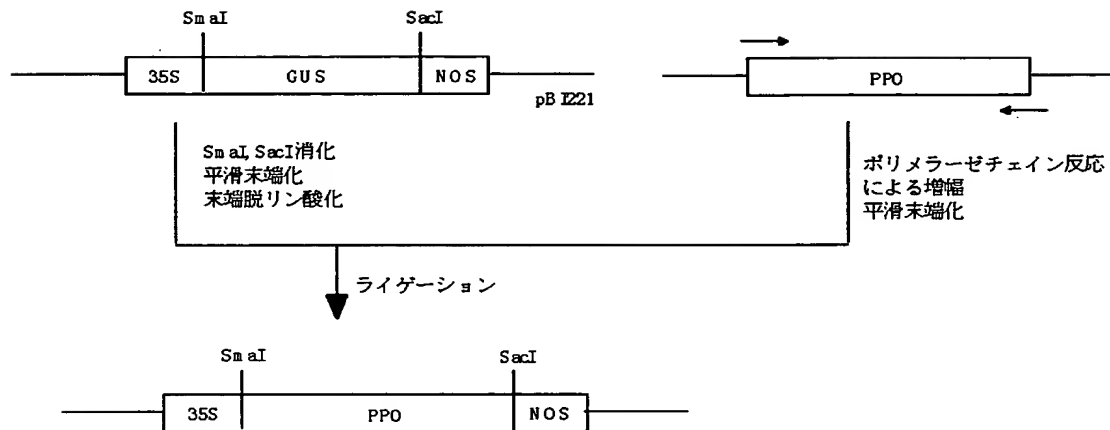 SmaI SacI
35S GUS NOS
pBI221
PPO
SmaI,SacI消化
平滑末端化
末端脱リン酸化
ポリメラーゼチェイン反応
による増幅
平滑末端化
ライゲーション
SmaI SacI
35S PPO NOS